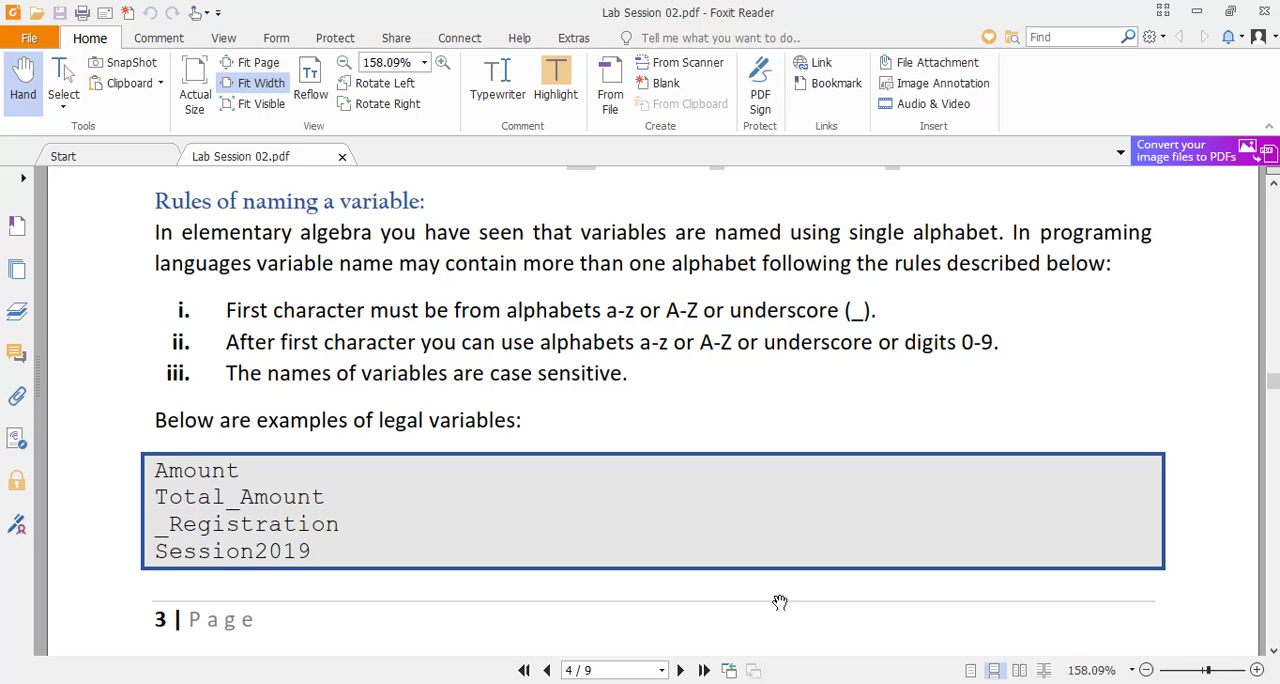 Lab Session 02.pdf - Foxit Reader
File Home Comment View Form Protect Share Connect Help Extras Tell me what you want to do.. Find
Hand
Select
SnapShot
Clipboard
Tools
Actual Size
Fit Page
Fit Width
Fit Visible
Reflow
158.09%
Rotate Left
Rotate Right
View
Typewriter
Highlight
Comment
From File
From Scanner
Blank
From Clipboard
Create
PDF Sign
Protect
Link
Bookmark
Links
File Attachment
Image Annotation
Audio & Video
Insert
Start
Lab Session 02.pdf
Convert your
image files to PDFs
Rules of naming a variable:
In elementary algebra you have seen that variables are named using single alphabet. In programing
languages variable name may contain more than one alphabet following the rules described below:
i. First character must be from alphabets a-z or A-Z or underscore (_).
ii. After first character you can use alphabets a-z or A-Z or underscore or digits 0-9.
iii. The names of variables are case sensitive.
Below are examples of legal variables:
Amount
Total_Amount
_Registration
Session2019
3 | Page
4 / 9
158.09%